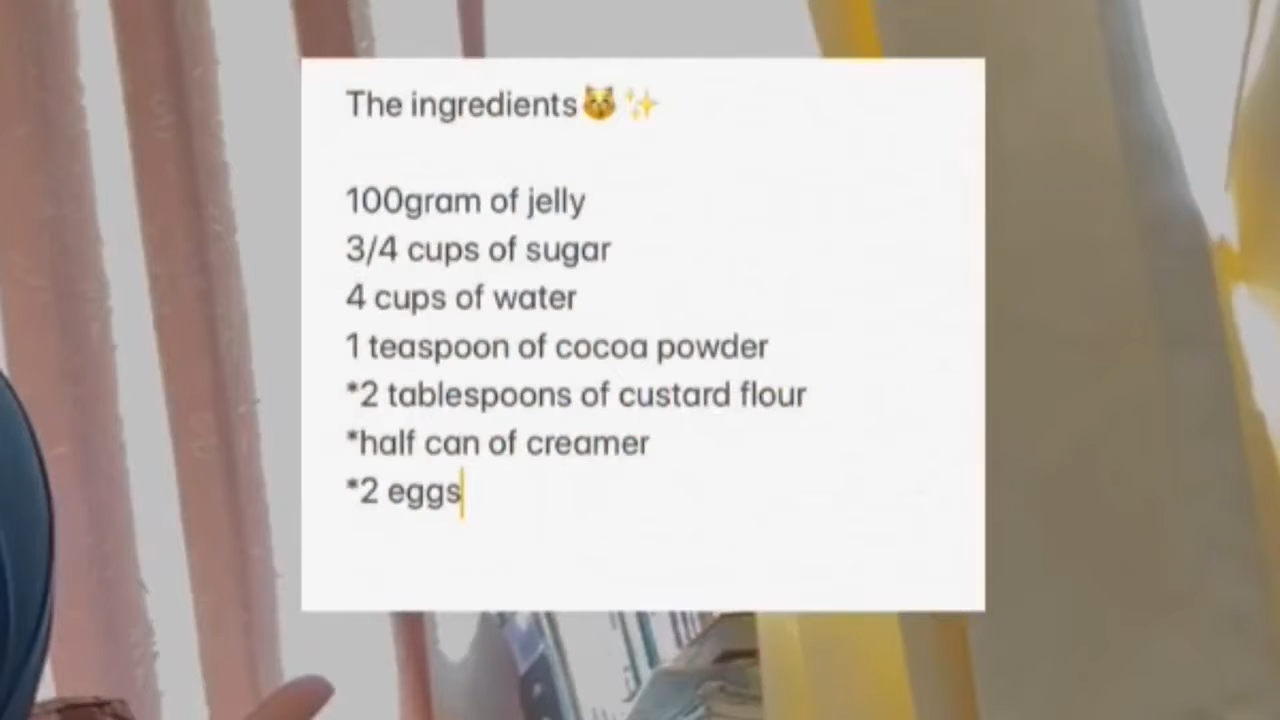 The ingredients😽✨
100gram of jelly
3/4 cups of sugar
4 cups of water
1 teaspoon of cocoa powder
*2 tablespoons of custard flour
*half can of creamer
*2 eggs